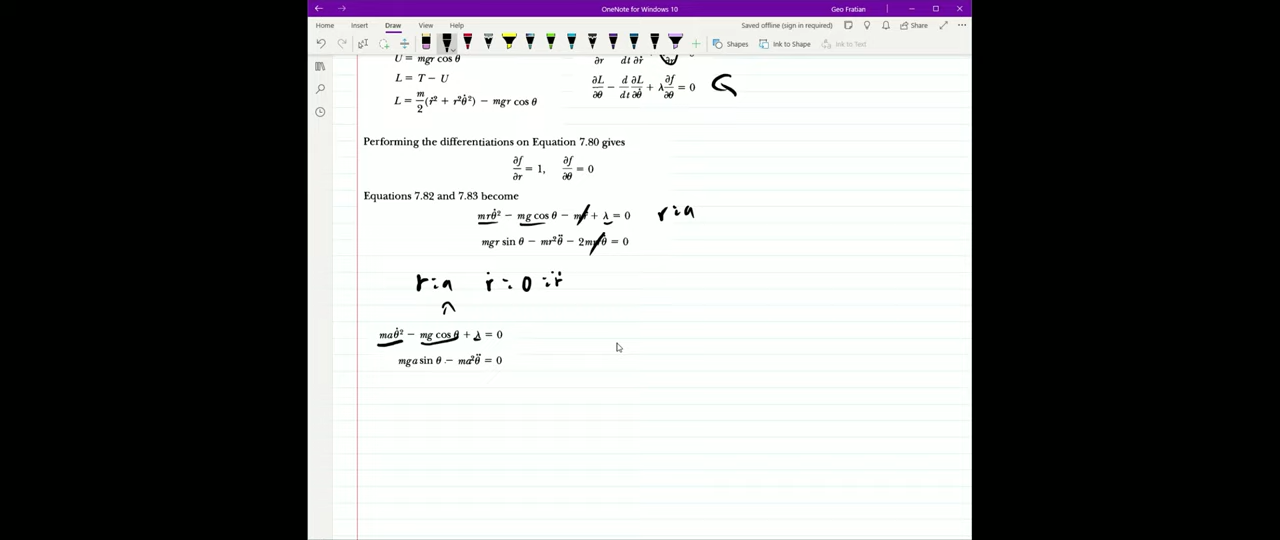 OneNote for Windows 10
Geo Fratian
Home Insert Draw View Help
Saved offline (sign in required)
Share
Shapes Ink to Shape Ink to Text
U = mgr cos θ
L = T − U
L = m/2 (ṙ² + r²θ̇²) − mgr cos θ
∂r dt ∂ṙ ∂r
∂L/∂θ − d/dt ∂L/∂θ̇ + λ ∂f/∂θ = 0
Performing the differentiations on Equation 7.80 gives
∂f/∂r = 1, ∂f/∂θ = 0
Equations 7.82 and 7.83 become
mrθ̇² − mg cos θ − mr̈ + λ = 0 r=a
mgr sin θ − mr²θ̈ − 2mrṙθ̇ = 0
r=a ṙ = 0 = r̈
maθ̇² − mg cos θ + λ = 0
mga sin θ − ma²θ̈ = 0